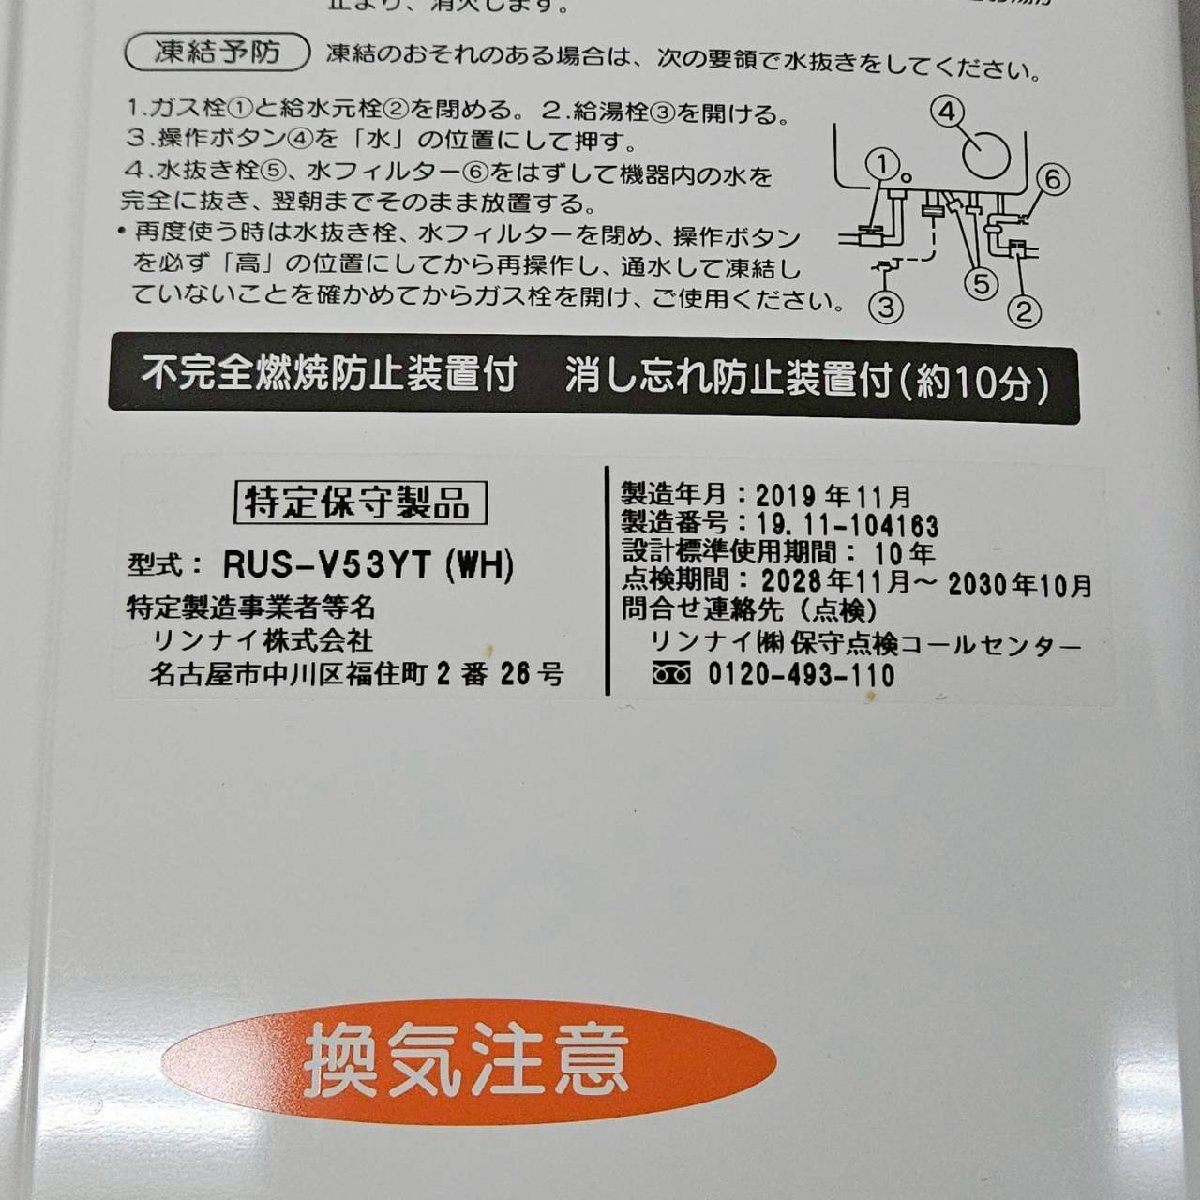 止まり、消火します。
凍結予防 凍結のおそれのある場合は、次の要領で水抜きをしてください。
1.ガス栓①と給水元栓②を閉める。2.給湯栓③を開ける。
3.操作ボタン④を「水」の位置にして押す。
4.水抜き栓⑤、水フィルター⑥をはずして機器内の水を
完全に抜き、翌朝までそのまま放置する。
•再度使う時は水抜き栓、水フィルターを閉め、操作ボタン
を必ず「高」の位置にしてから再操作し、通水して凍結し
ていないことを確かめてからガス栓を開け、ご使用ください。
④
①
⑥
⑤
③
②
不完全燃焼防止装置付 消し忘れ防止装置付(約10分)
特定保守製品
型式：RUS-V53YT(WH)
特定製造事業者等名
リンナイ株式会社
名古屋市中川区福住町2番26号
製造年月：2019年11月
製造番号：19.11-104163
設計標準使用期間：10年
点検期間：2028年11月～2030年10月
問合せ連絡先（点検）
リンナイ㈱保守点検コールセンター
0120-493-110
換気注意